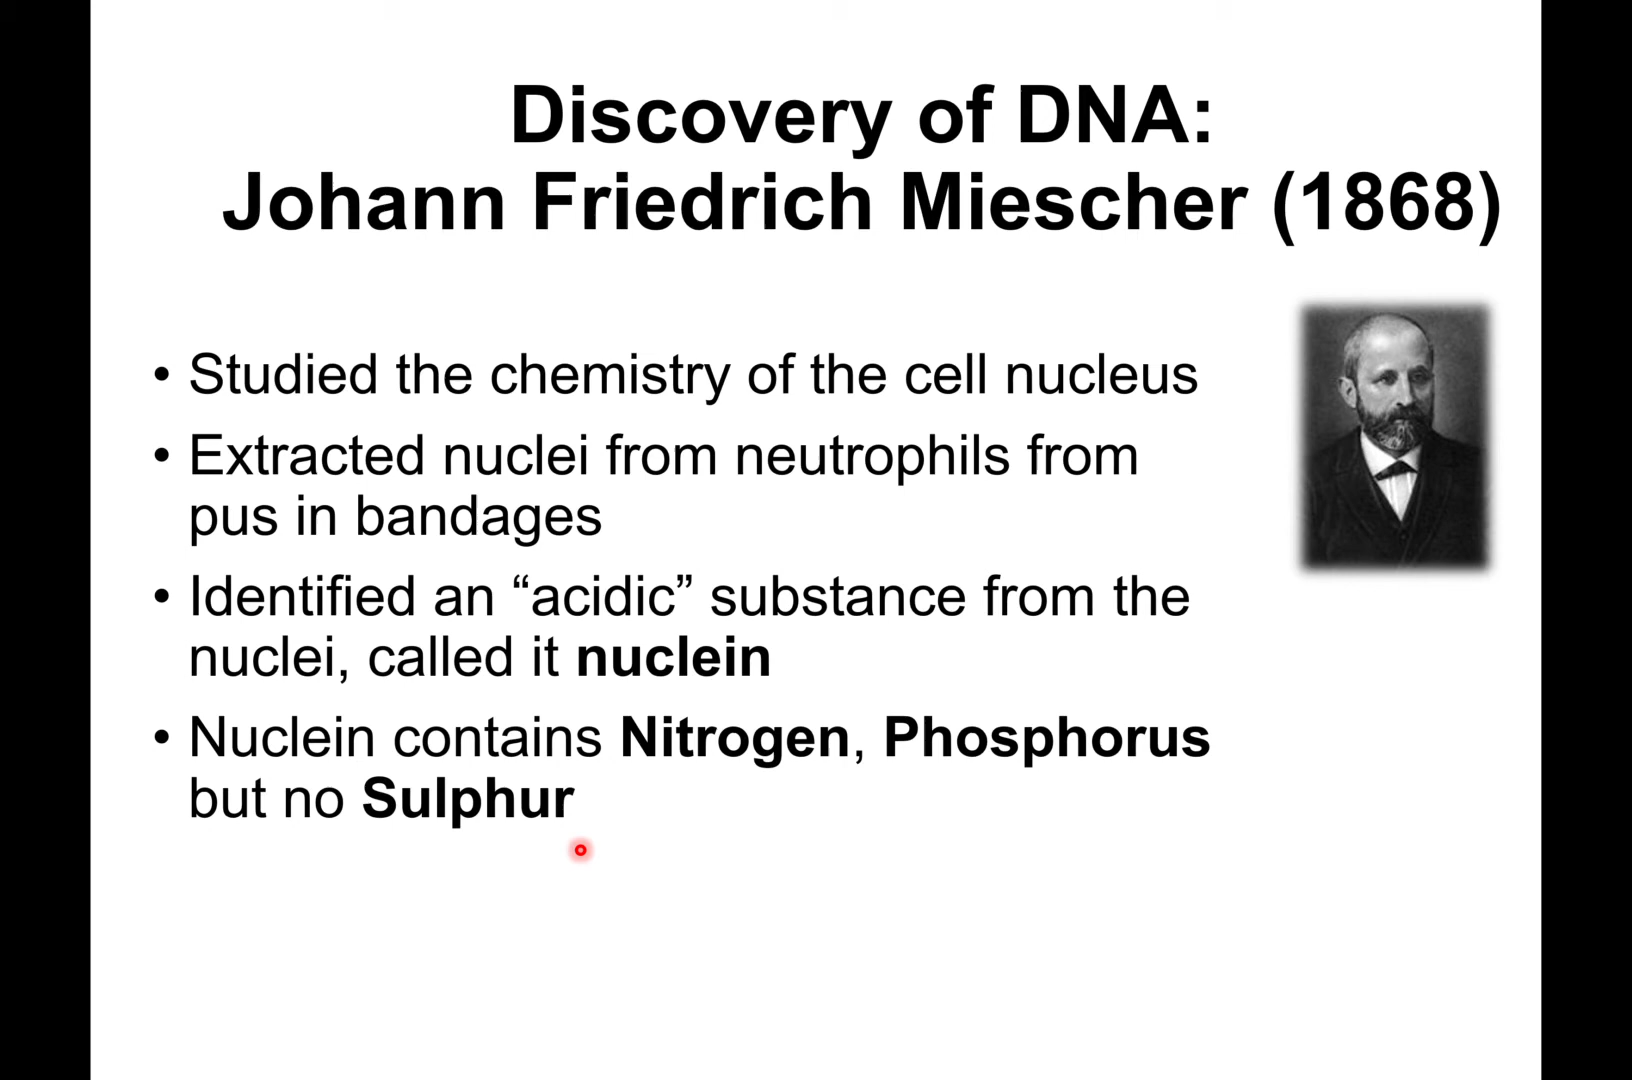 Discovery of DNA:
Johann Friedrich Miescher (1868)
• Studied the chemistry of the cell nucleus
• Extracted nuclei from neutrophils from
pus in bandages
• Identified an “acidic” substance from the
nuclei, called it nuclein
• Nuclein contains Nitrogen, Phosphorus
but no Sulphur